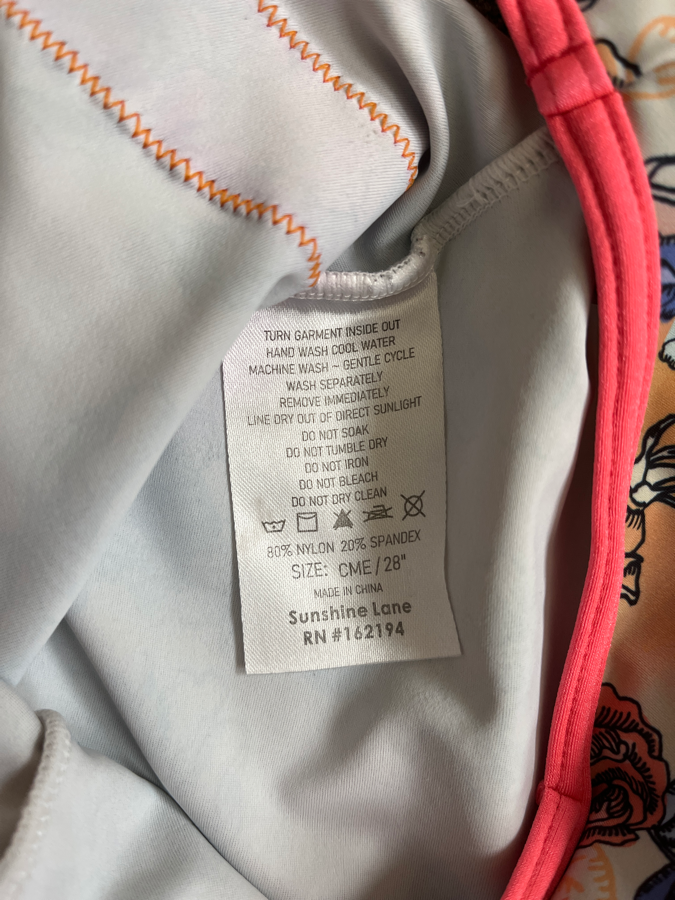 TURN GARMENT INSIDE OUT
HAND WASH COOL WATER
MACHINE WASH ~ GENTLE CYCLE
WASH SEPARATELY
REMOVE IMMEDIATELY
LINE DRY OUT OF DIRECT SUNLIGHT
DO NOT SOAK
DO NOT TUMBLE DRY
DO NOT IRON
DO NOT BLEACH
DO NOT DRY CLEAN
80% NYLON 20% SPANDEX
SIZE: CME / 28"
MADE IN CHINA
Sunshine Lane
RN #162194